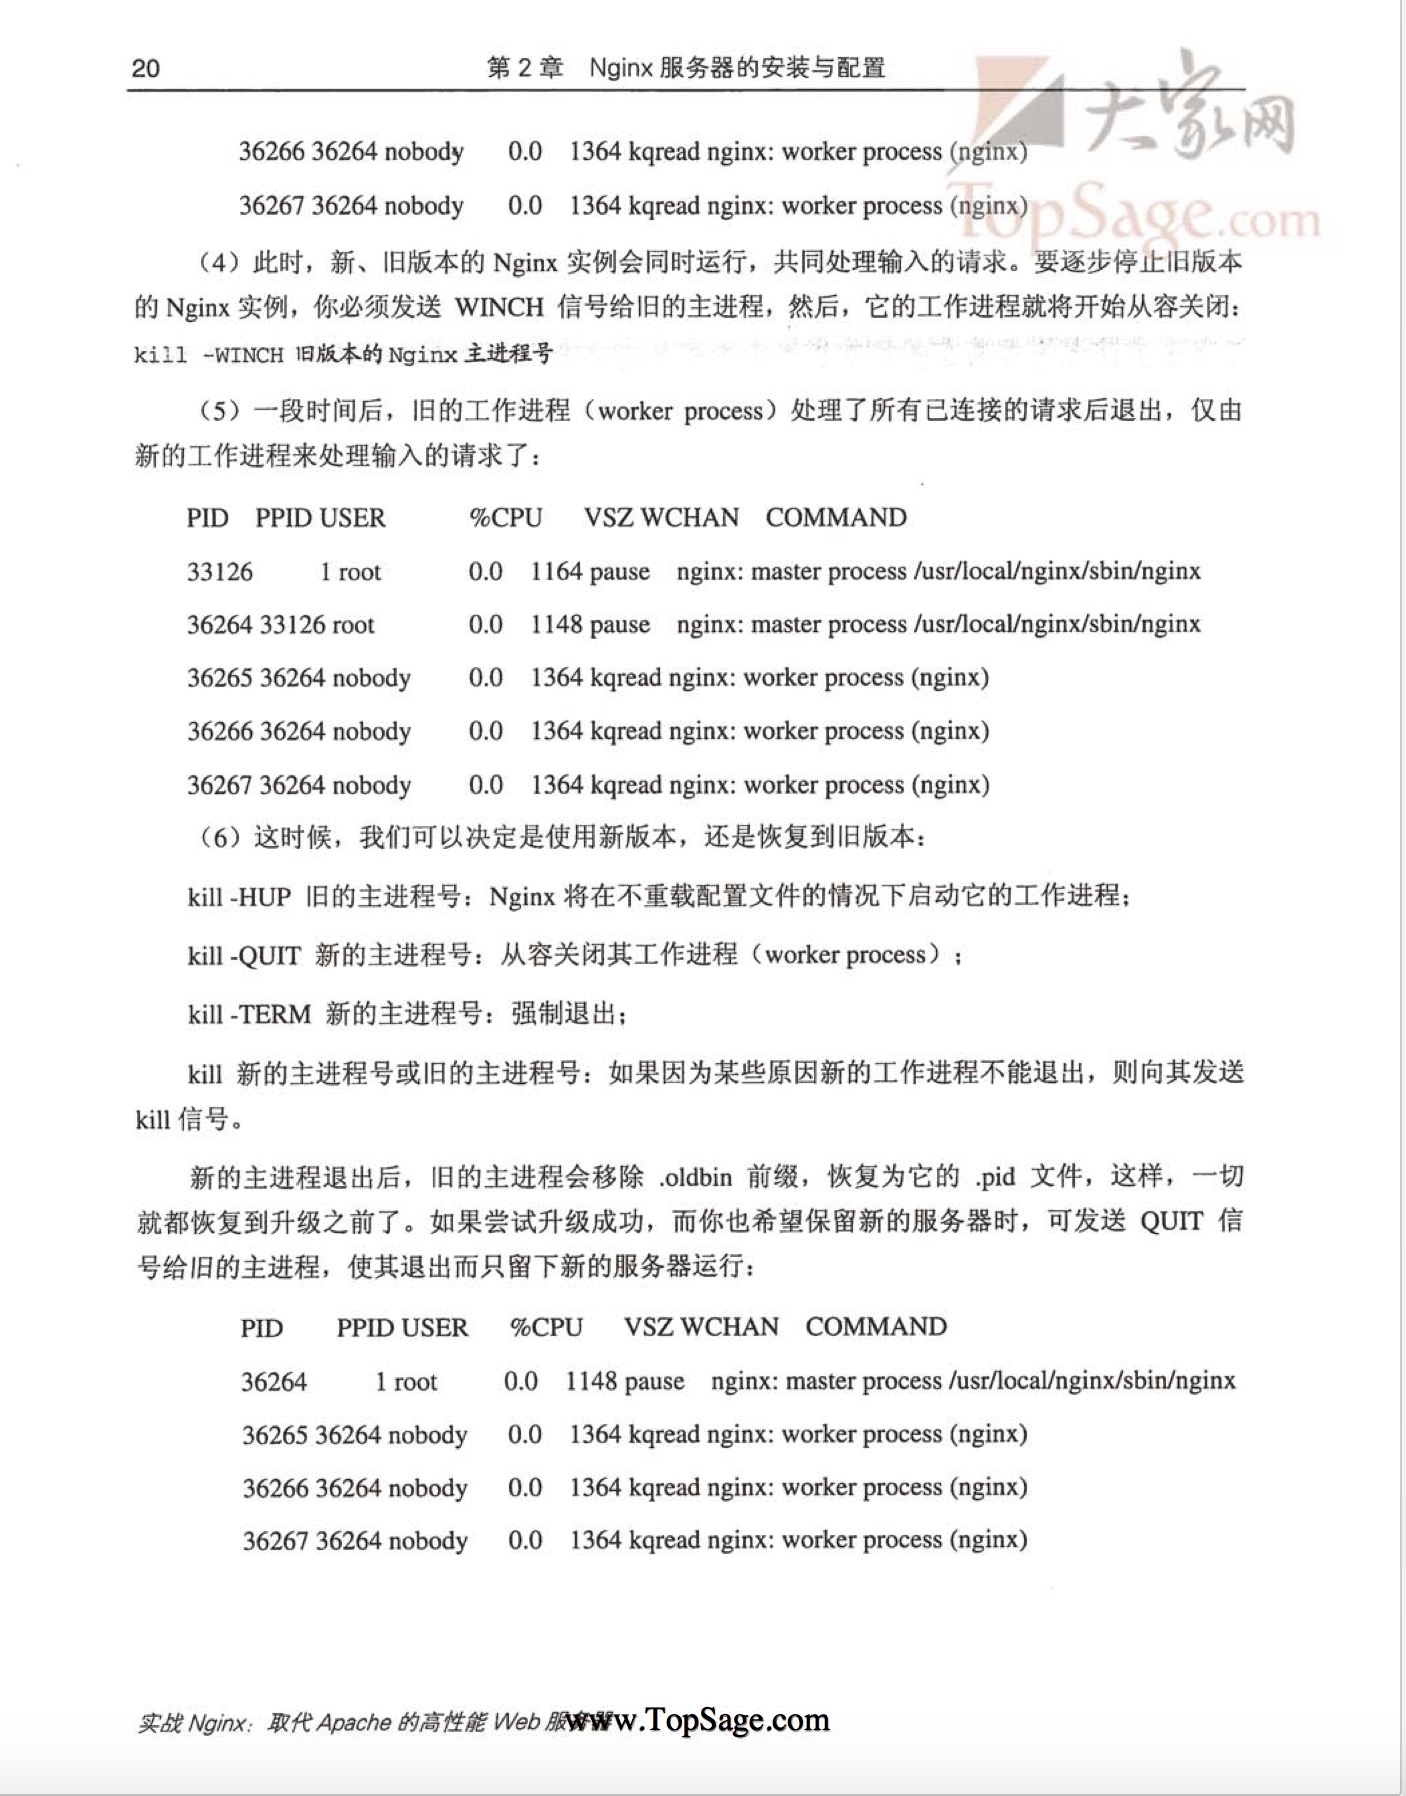 20 第 2 章 Nginx 服务器的安装与配置
大家网
TopSage.com
36266 36264 nobody 0.0 1364 kqread nginx: worker process (nginx)
36267 36264 nobody 0.0 1364 kqread nginx: worker process (nginx)
（4）此时，新、旧版本的 Nginx 实例会同时运行，共同处理输入的请求。要逐步停止旧版本
的 Nginx 实例，你必须发送 WINCH 信号给旧的主进程，然后，它的工作进程就将开始从容关闭：
kill -WINCH 旧版本的 Nginx 主进程号
（5）一段时间后，旧的工作进程（worker process）处理了所有已连接的请求后退出，仅由
新的工作进程来处理输入的请求了：
PID PPID USER %CPU VSZ WCHAN COMMAND
33126 1 root 0.0 1164 pause nginx: master process /usr/local/nginx/sbin/nginx
36264 33126 root 0.0 1148 pause nginx: master process /usr/local/nginx/sbin/nginx
36265 36264 nobody 0.0 1364 kqread nginx: worker process (nginx)
36266 36264 nobody 0.0 1364 kqread nginx: worker process (nginx)
36267 36264 nobody 0.0 1364 kqread nginx: worker process (nginx)
（6）这时候，我们可以决定是使用新版本，还是恢复到旧版本：
kill -HUP 旧的主进程号：Nginx 将在不重载配置文件的情况下启动它的工作进程；
kill -QUIT 新的主进程号：从容关闭其工作进程（worker process）；
kill -TERM 新的主进程号：强制退出；
kill 新的主进程号或旧的主进程号：如果因为某些原因新的工作进程不能退出，则向其发送
kill 信号。
新的主进程退出后，旧的主进程会移除 .oldbin 前缀，恢复为它的 .pid 文件，这样，一切
就都恢复到升级之前了。如果尝试升级成功，而你也希望保留新的服务器时，可发送 QUIT 信
号给旧的主进程，使其退出而只留下新的服务器运行：
PID PPID USER %CPU VSZ WCHAN COMMAND
36264 1 root 0.0 1148 pause nginx: master process /usr/local/nginx/sbin/nginx
36265 36264 nobody 0.0 1364 kqread nginx: worker process (nginx)
36266 36264 nobody 0.0 1364 kqread nginx: worker process (nginx)
36267 36264 nobody 0.0 1364 kqread nginx: worker process (nginx)
实战 Nginx：取代 Apache 的高性能 Web 服务器
www.TopSage.com